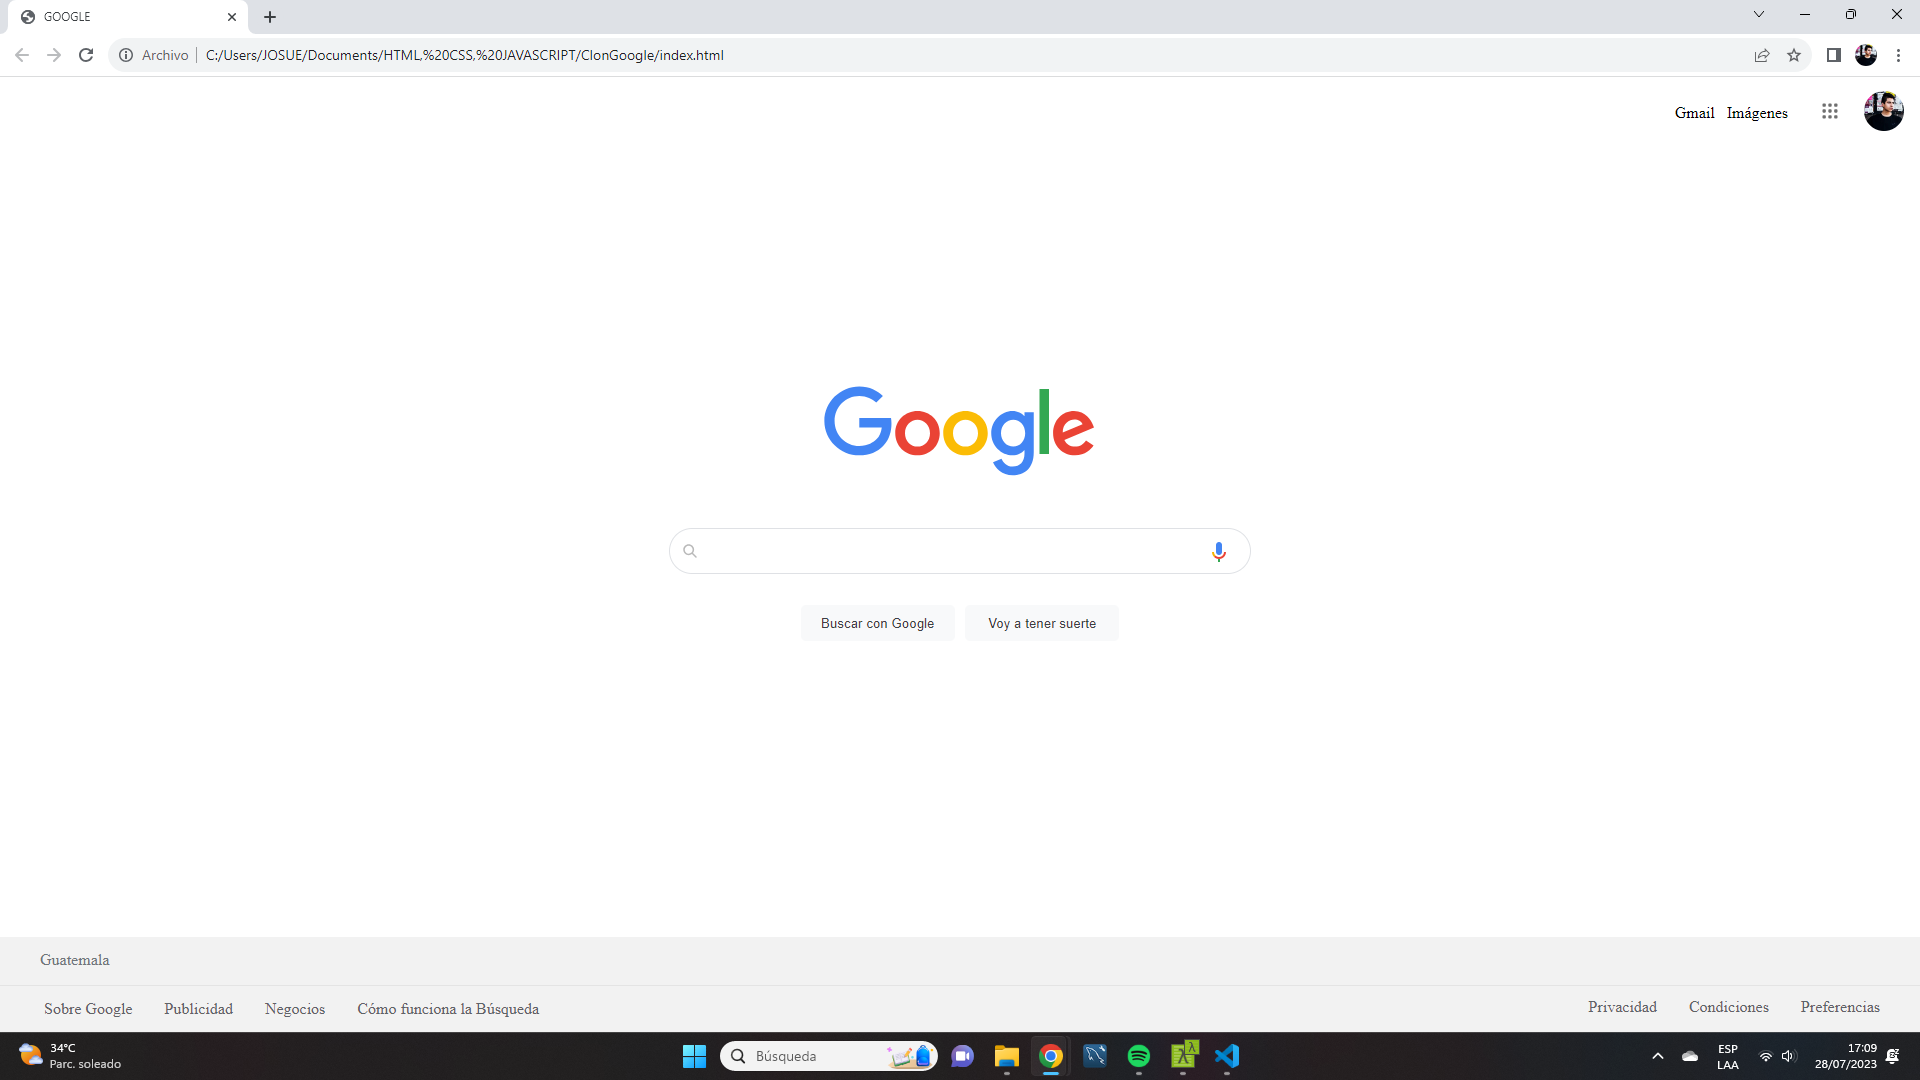 GOOGLE
Archivo C:/Users/JOSUE/Documents/HTML,%20CSS,%20JAVASCRIPT/ClonGoogle/index.html
Gmail Imágenes
Google
Buscar con Google Voy a tener suerte
Guatemala
Sobre Google Publicidad Negocios Cómo funciona la Búsqueda Privacidad Condiciones Preferencias
34°C
Parc. soleado
Búsqueda
ESP
LAA
17:09
28/07/2023